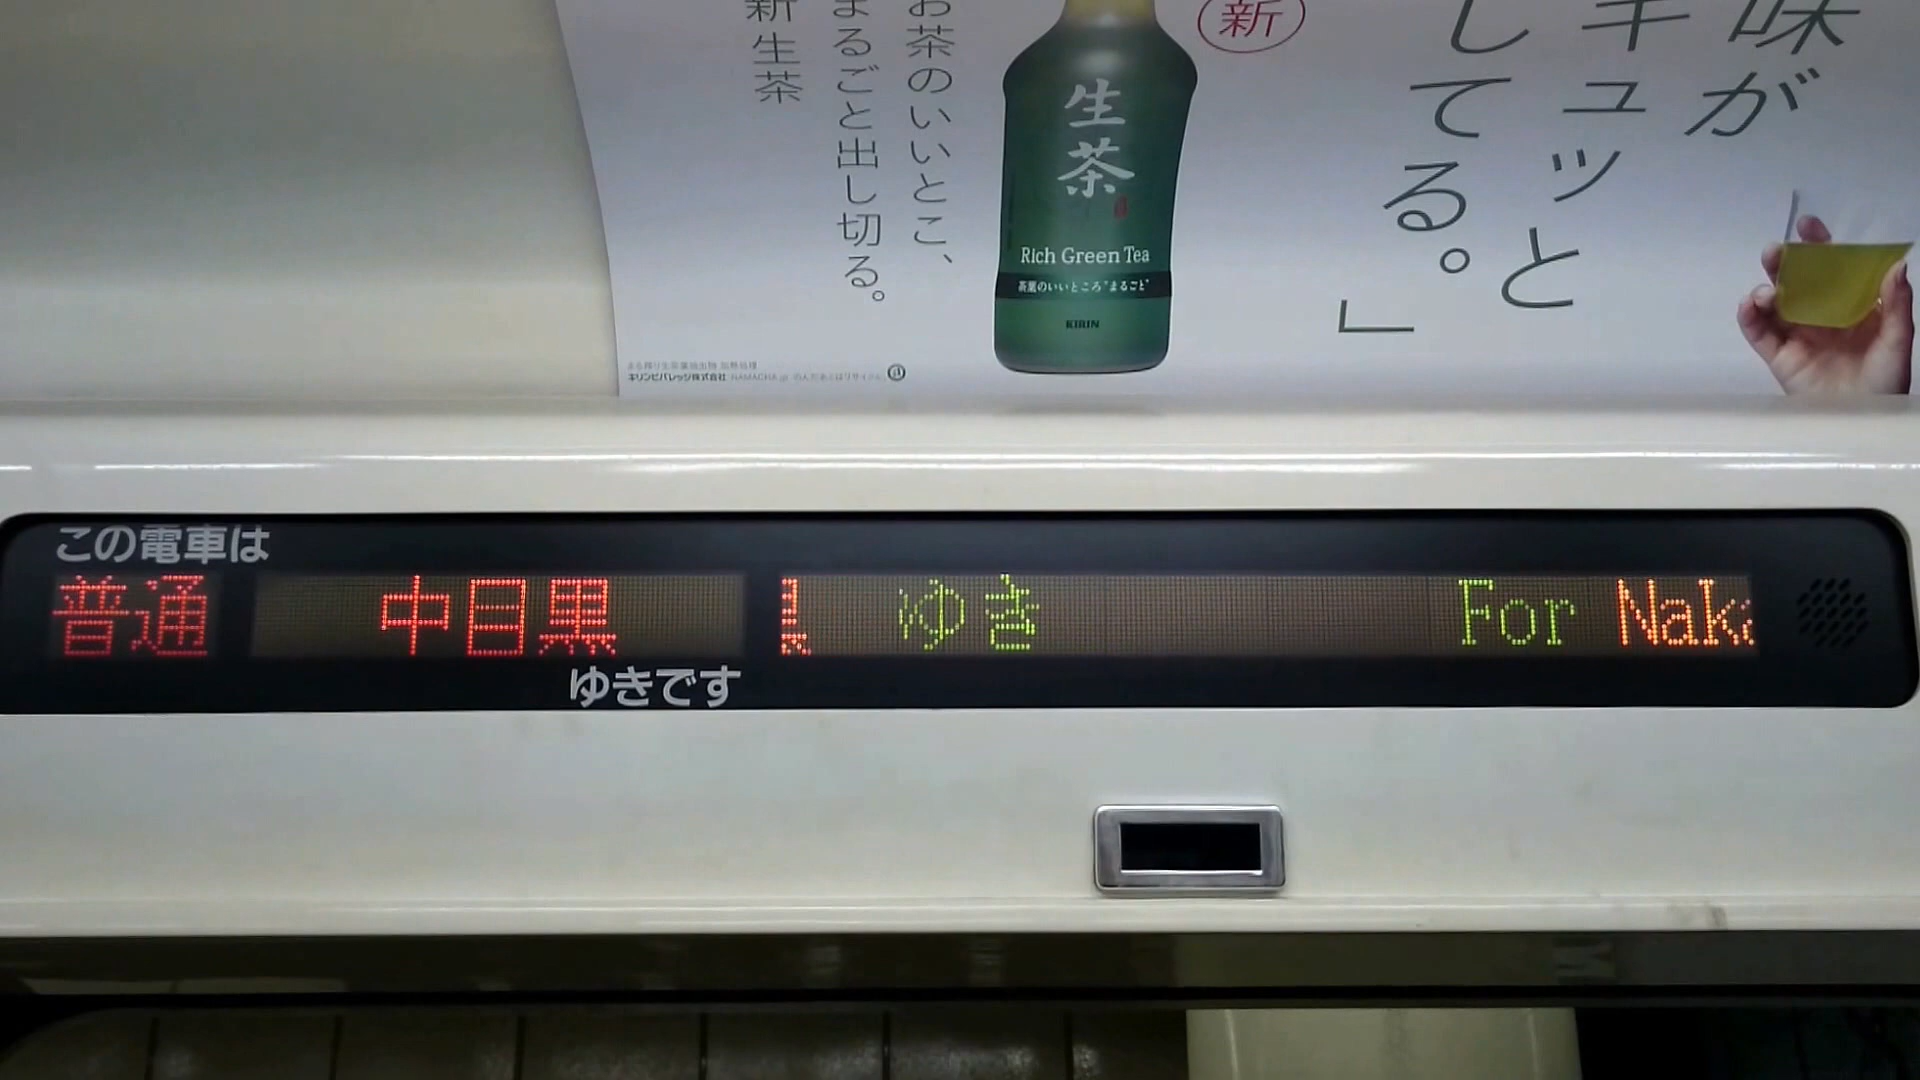 味が
キュッと
してる。」
新
生茶
Rich Green Tea
茶葉のいいところ"まるごと"
KIRIN
お茶のいいとこ、
まるごと出し切る。
新生茶
キリンビバレッジ株式会社
この電車は
普通 中目黒 ゆき For Nak
ゆきです